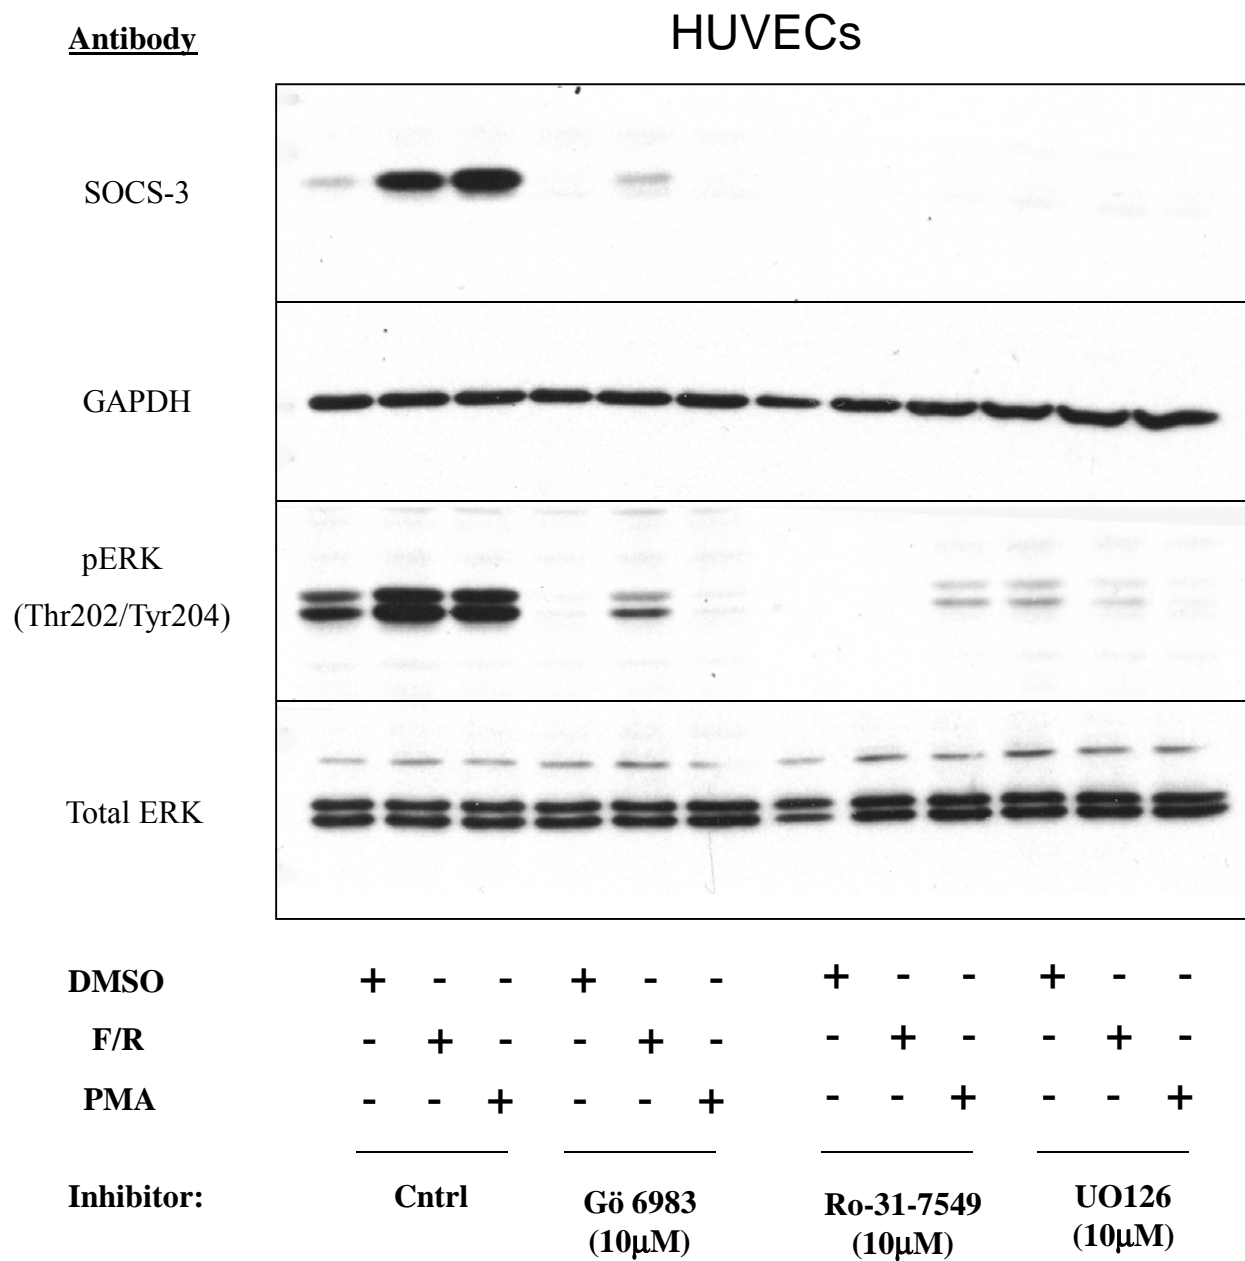 Antibody
HUVECs
SOCS-3
GAPDH
pERK
(Thr202/Tyr204)
Total ERK
DMSO + - - + - - + - - + - -
F/R - + - - + - - + - - + -
PMA - - + - - + - - + - - +
Inhibitor: Cntrl Gö 6983 Ro-31-7549 UO126
(10μM) (10μM) (10μM)